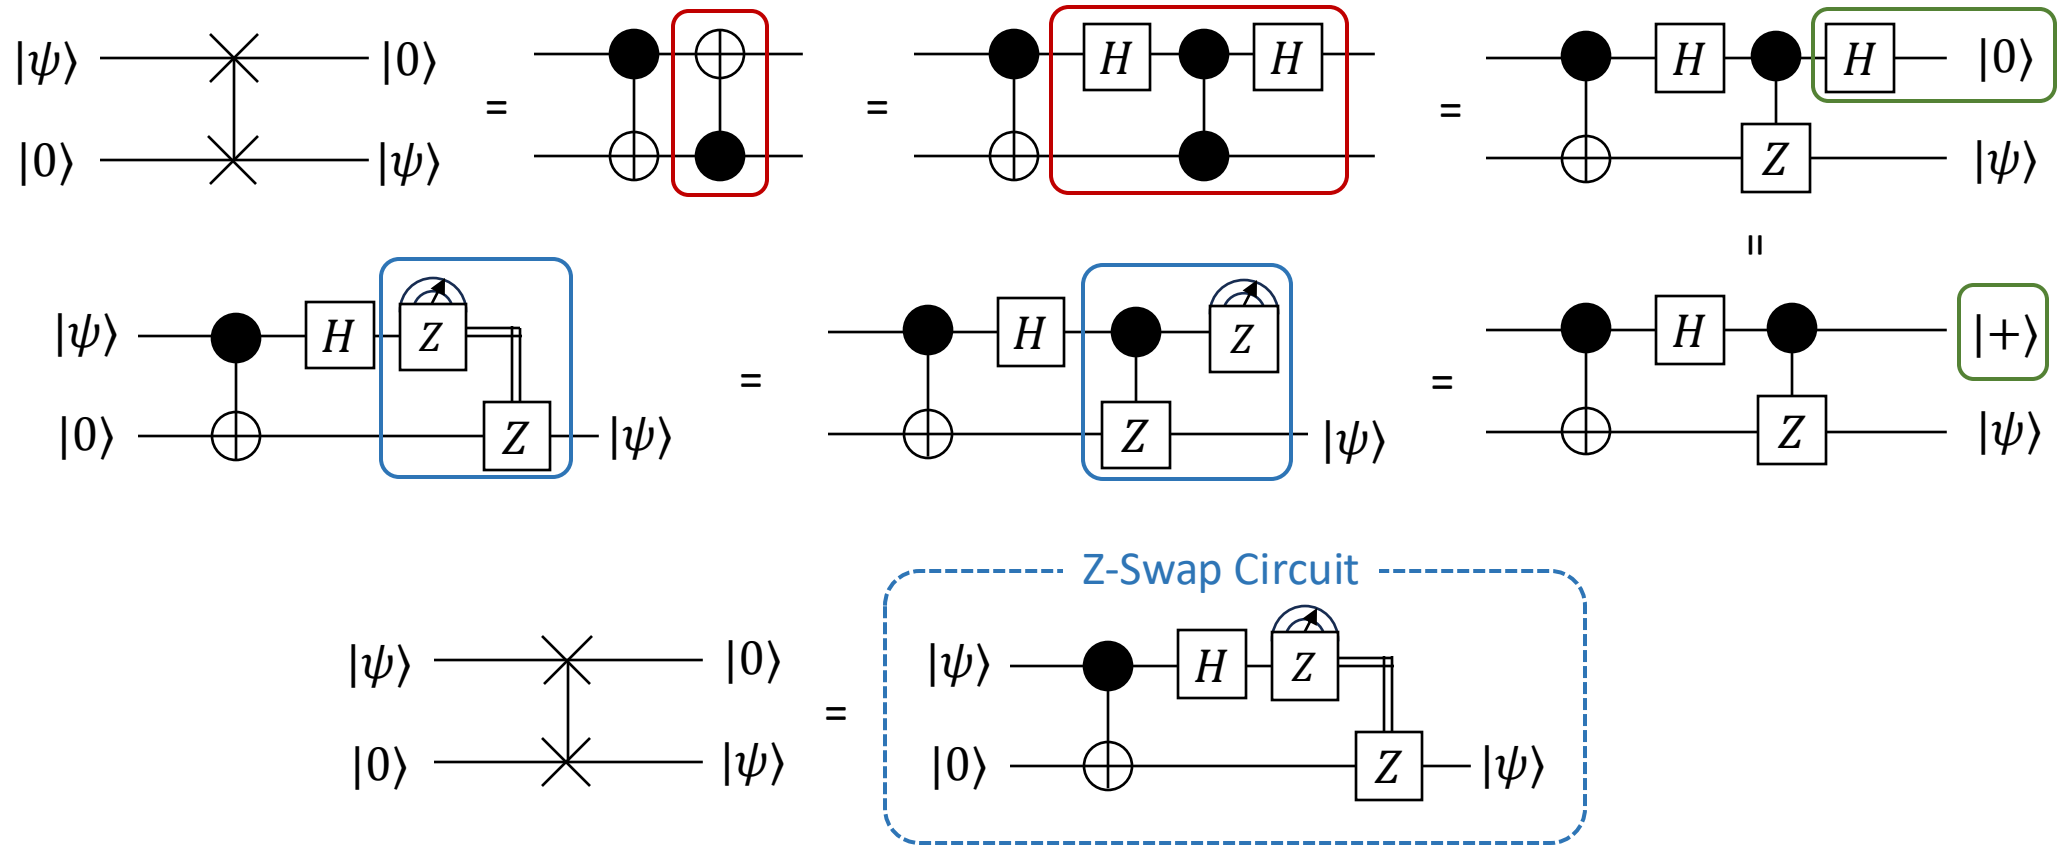 |ψ⟩ |0⟩ = = H H = H H |0⟩
|0⟩ |ψ⟩ Z |ψ⟩
=
|ψ⟩ H Z = H Z = H |+⟩
|0⟩ Z |ψ⟩ Z |ψ⟩ Z |ψ⟩
Z-Swap Circuit
|ψ⟩ |0⟩ = |ψ⟩ H Z
|0⟩ |ψ⟩ |0⟩ Z |ψ⟩